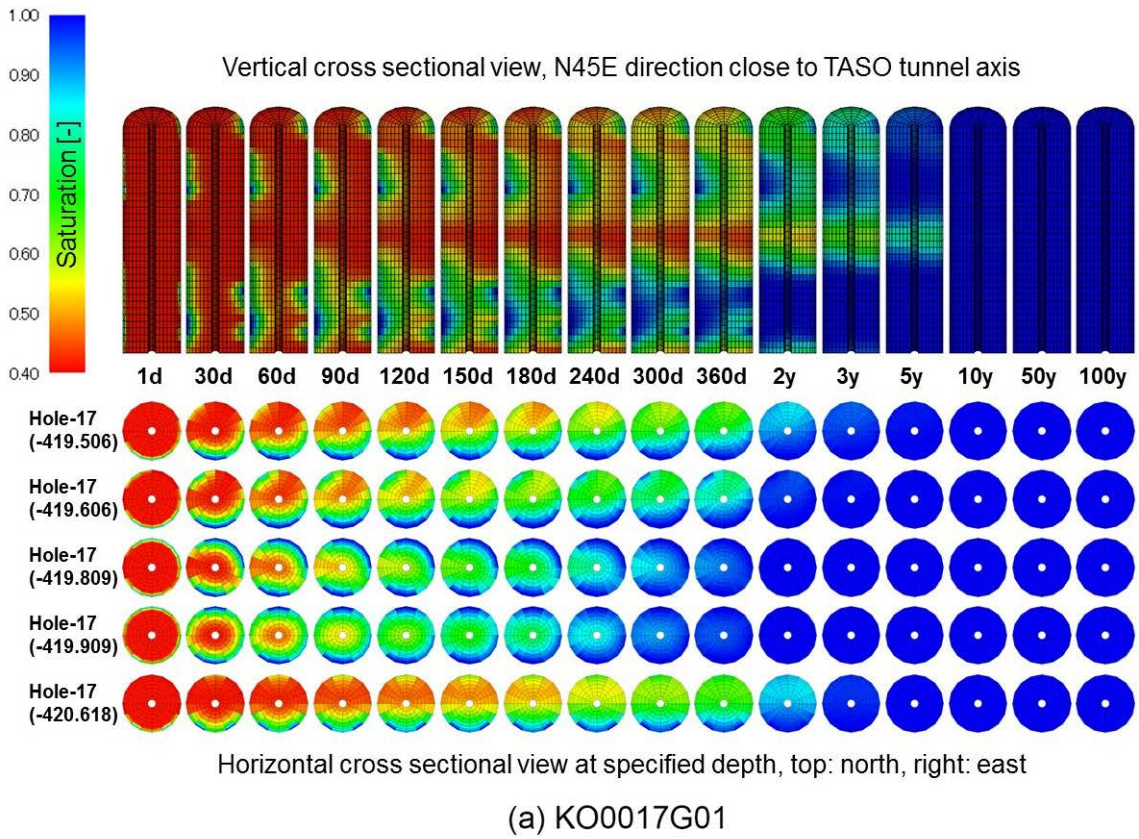 1.00
0.90
0.80
0.70
0.60
0.50
0.40
Saturation [-]
Vertical cross sectional view, N45E direction close to TASO tunnel axis
1d 30d 60d 90d 120d 150d 180d 240d 300d 360d 2y 3y 5y 10y 50y 100y
Hole-17
(-419.506)
Hole-17
(-419.606)
Hole-17
(-419.809)
Hole-17
(-419.909)
Hole-17
(-420.618)
Horizontal cross sectional view at specified depth, top: north, right: east
(a) KO0017G01